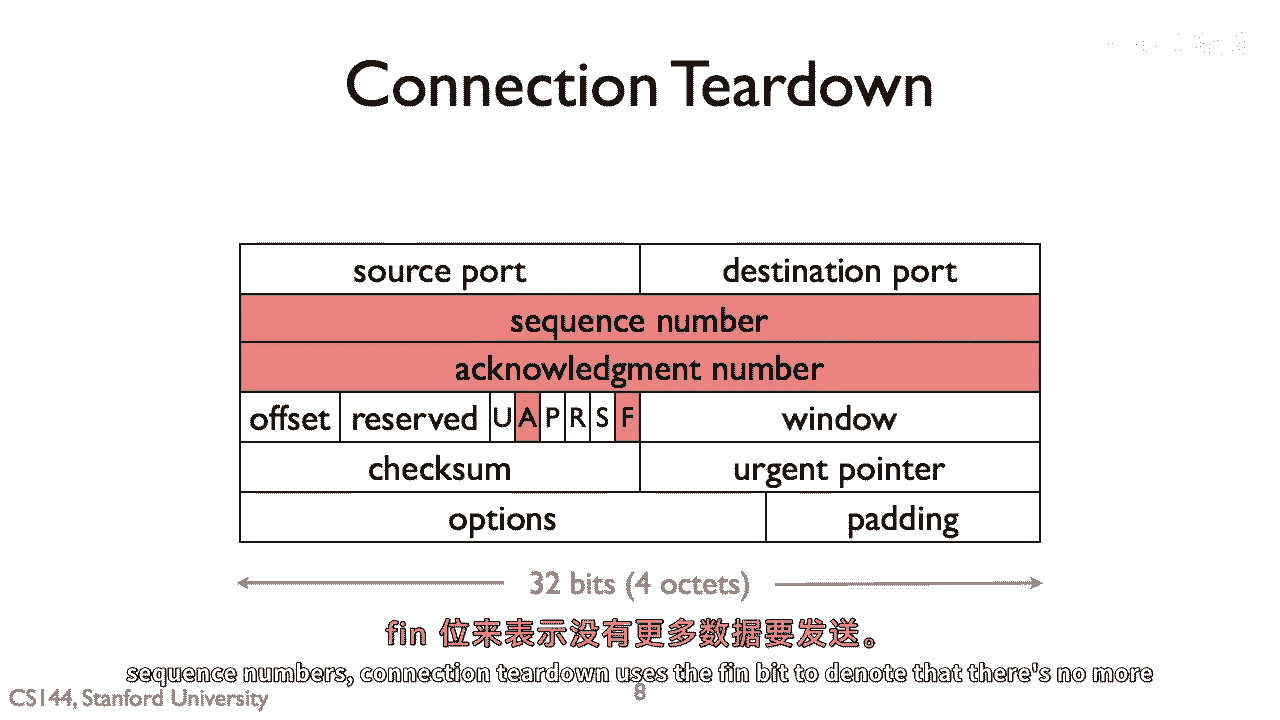 Connection Teardown
source port destination port
sequence number
acknowledgment number
offset reserved U A P R S F window
checksum urgent pointer
options padding
32 bits (4 octets)
fin 位来表示没有更多数据要发送。
sequence numbers, connection teardown uses the fin bit to denote that there's no more
CS144, Stanford University 8